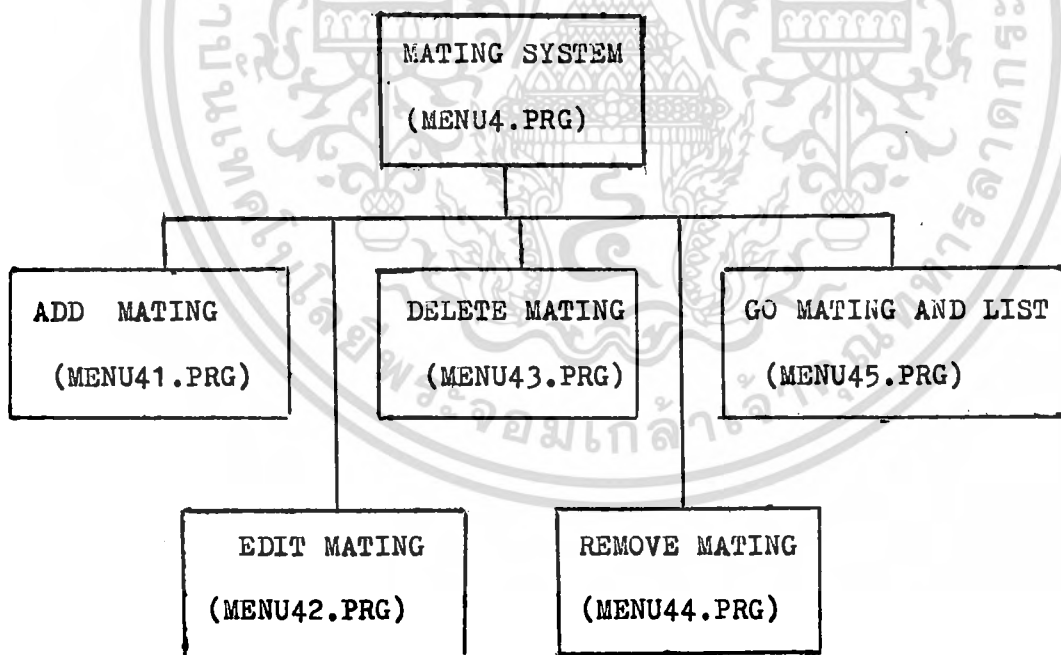 MATING SYSTEM
(MENU4.PRG)
ADD MATING
(MENU41.PRG)
DELETE MATING
(MENU43.PRG)
GO MATING AND LIST
(MENU45.PRG)
EDIT MATING
(MENU42.PRG)
REMOVE MATING
(MENU44.PRG)